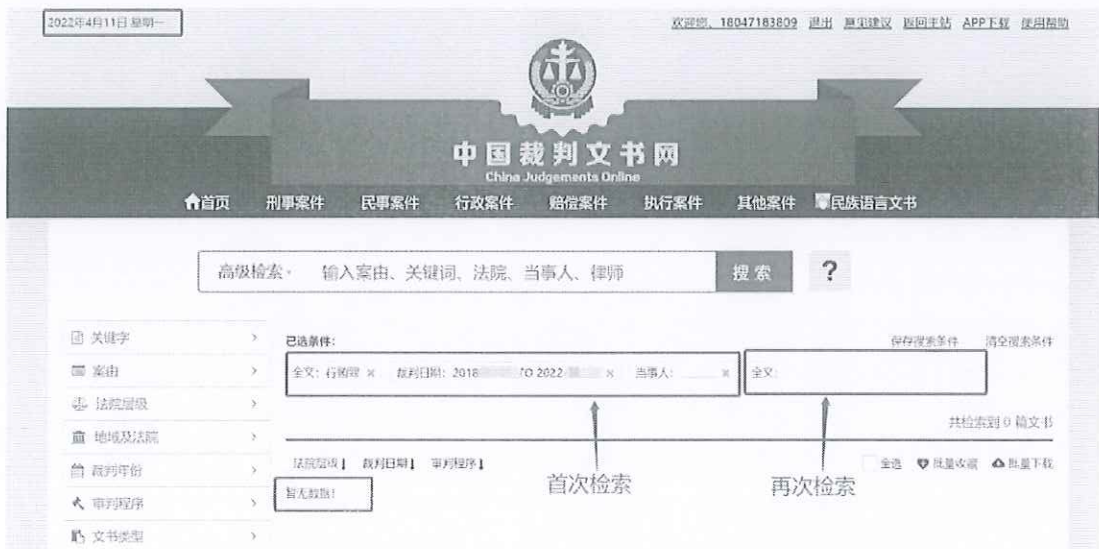 2022年4月11日 星期一
欢迎您，18047183809 退出 意见建议 返回主站 APP下载 使用帮助
中国裁判文书网
China Judgements Online
首页 刑事案件 民事案件 行政案件 赔偿案件 执行案件 其他案件 民族语言文书
高级检索 输入案由、关键词、法院、当事人、律师 搜索 ?
关键字
案由
法院层级
地域及法院
裁判年份
审判程序
文书类型
已选条件： 保存搜索条件 清空搜索条件
全文：行贿罪 × 裁判日期：2018 TO 2022- × 当事人： × 全文：
共检索到 0 篇文书
法院层级 裁判日期 审判程序 全选 批量收藏 批量下载
暂无数据！
首次检索 再次检索